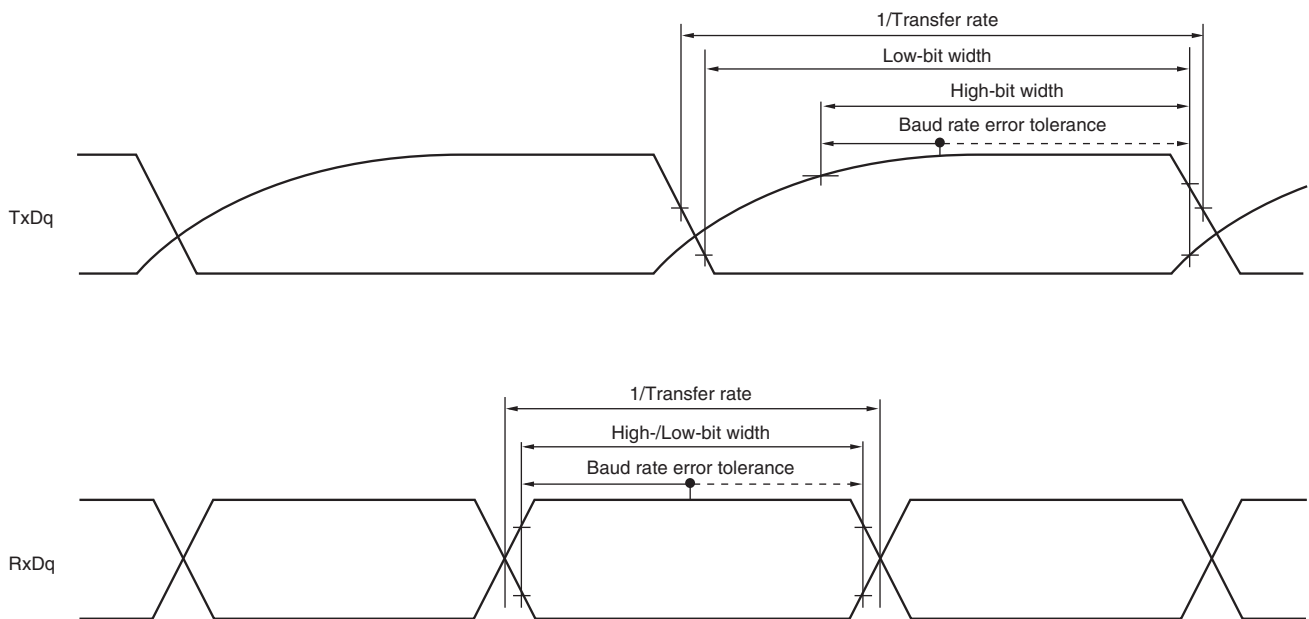 1/Transfer rate
Low-bit width
High-bit width
Baud rate error tolerance
TxDq
1/Transfer rate
High-/Low-bit width
Baud rate error tolerance
RxDq